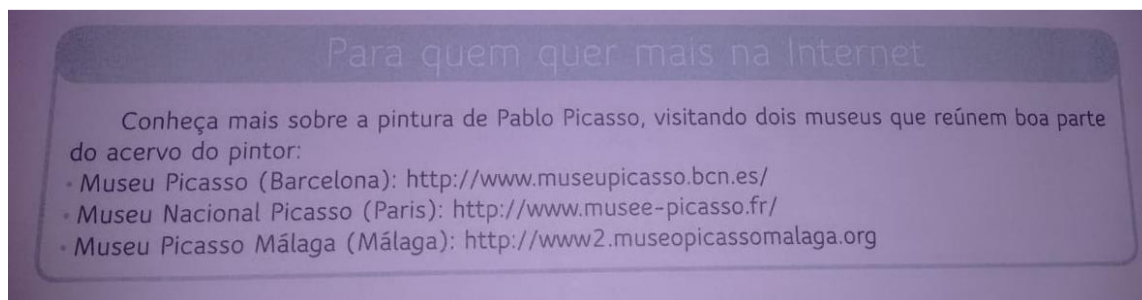 Para quem quer mais na Internet
Conheça mais sobre a pintura de Pablo Picasso, visitando dois museus que reúnem boa parte
do acervo do pintor:
• Museu Picasso (Barcelona): http://www.museupicasso.bcn.es/
• Museu Nacional Picasso (Paris): http://www.musee-picasso.fr/
• Museu Picasso Málaga (Málaga): http://www2.museopicassomalaga.org